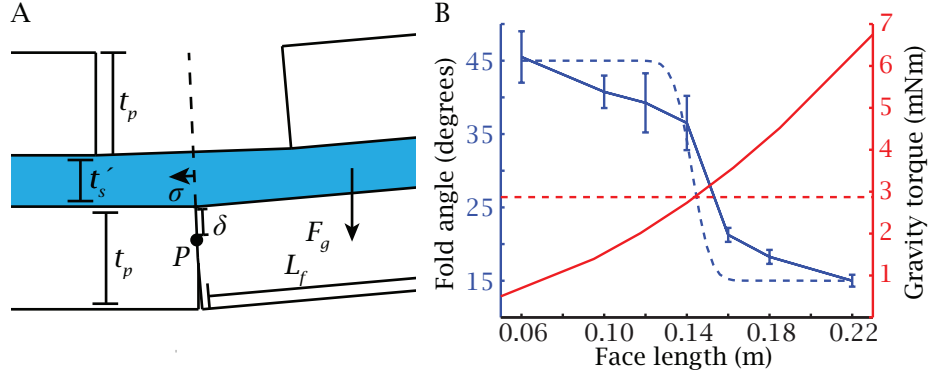 A
t_p
t_s´
σ
δ
P
F_g
t_p
L_f
B
Fold angle (degrees)
45
35
25
15
0.06
0.10
0.14
0.18
0.22
Face length (m)
7
6
5
4
3
2
1
Gravity torque (mNm)